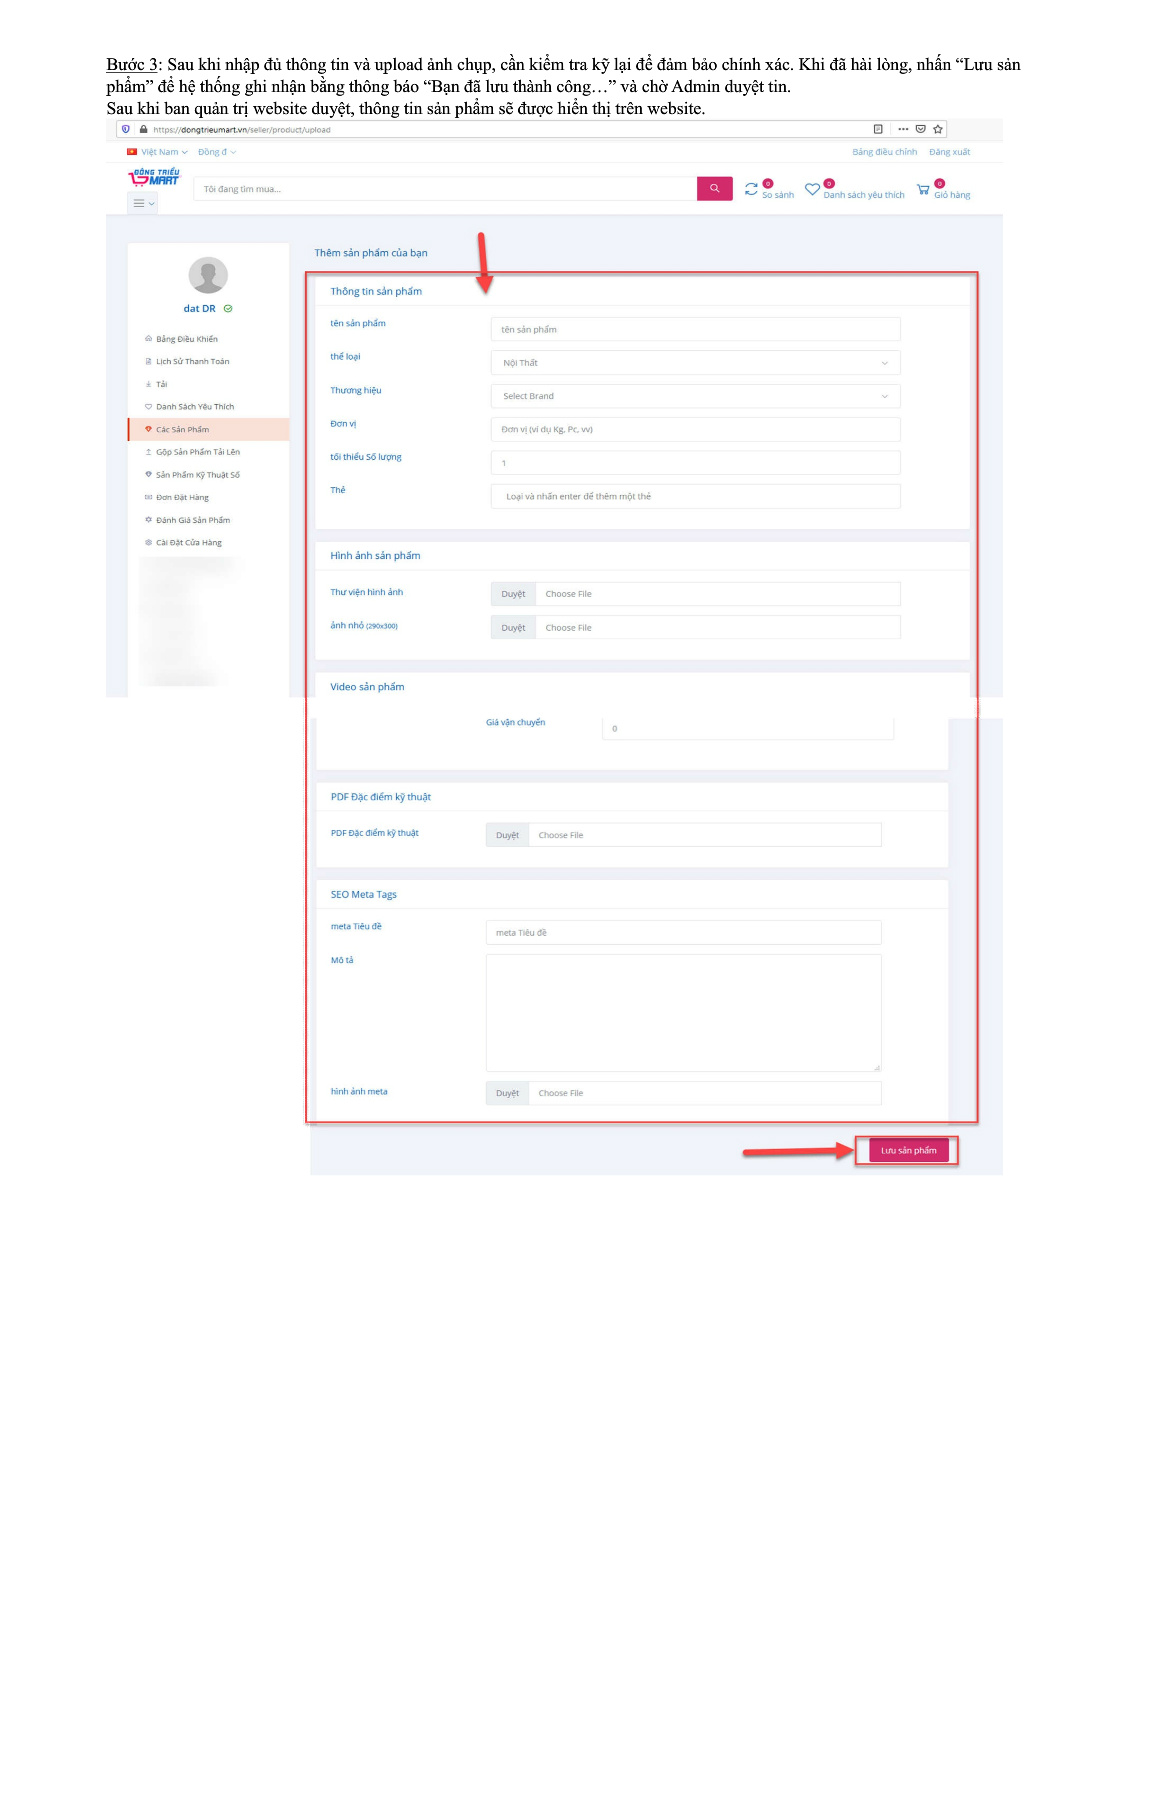 Bước 3: Sau khi nhập đủ thông tin và upload ảnh chụp, cần kiểm tra kỹ lại để đảm bảo chính xác. Khi đã hài lòng, nhấn “Lưu sản
phẩm” để hệ thống ghi nhận bằng thông báo “Bạn đã lưu thành công…” và chờ Admin duyệt tin.
Sau khi ban quản trị website duyệt, thông tin sản phẩm sẽ được hiển thị trên website.
https://dongtrieumart.vn/seller/product/upload
Việt Nam Đồng đ Bảng điều chỉnh Đăng xuất
ĐÔNG TRIỀU
MART
Tôi đang tìm mua...
0 So sánh 0 Danh sách yêu thích 0 Giỏ hàng
Thêm sản phẩm của bạn
dat DR
Bảng Điều Khiển
Lịch Sử Thanh Toán
Tải
Danh Sách Yêu Thích
Các Sản Phẩm
Gộp Sản Phẩm Tải Lên
Sản Phẩm Kỹ Thuật Số
Đơn Đặt Hàng
Đánh Giá Sản Phẩm
Cài Đặt Cửa Hàng
Thông tin sản phẩm
tên sản phẩm tên sản phẩm
thể loại Nội Thất
Thương hiệu Select Brand
Đơn vị Đơn vị (ví dụ Kg, Pc, vv)
tối thiểu Số lượng 1
Thẻ Loại và nhấn enter để thêm một thẻ
Hình ảnh sản phẩm
Thư viện hình ảnh Duyệt Choose File
ảnh nhỏ (290x300) Duyệt Choose File
Video sản phẩm
Giá vận chuyển 0
PDF Đặc điểm kỹ thuật
PDF Đặc điểm kỹ thuật Duyệt Choose File
SEO Meta Tags
meta Tiêu đề meta Tiêu đề
Mô tả
hình ảnh meta Duyệt Choose File
Lưu sản phẩm